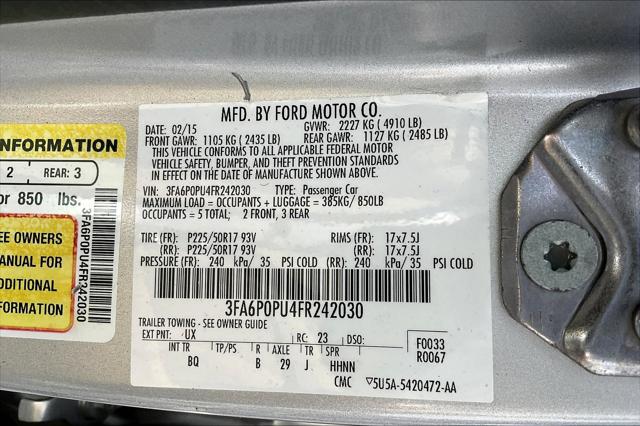 MFD. BY FORD MOTOR CO.
DATE: 02/15 GVWR: 2227 KG ( 4910 LB)
FRONT GAWR: 1105 KG ( 2435 LB) REAR GAWR: 1127 KG ( 2485 LB)
THIS VEHICLE CONFORMS TO ALL APPLICABLE FEDERAL MOTOR
VEHICLE SAFETY, BUMPER, AND THEFT PREVENTION STANDARDS
IN EFFECT ON THE DATE OF MANUFACTURE SHOWN ABOVE.
VIN: 3FA6P0PU4FR242030 TYPE: Passenger Car
MAXIMUM LOAD = OCCUPANTS + LUGGAGE = 385KG/ 850LB
OCCUPANTS = 5 TOTAL; 2 FRONT, 3 REAR
TIRE (FR): P225/50R17 93V RIMS (FR): 17x7.5J
(RR): P225/50R17 93V (RR): 17x7.5J
PRESSURE (FR): 240 kPa/ 35 PSI COLD (RR): 240 kPa/ 35 PSI COLD
3FA6P0PU4FR242030
TRAILER TOWING - SEE OWNER GUIDE
EXT PNT: UX RC: 23 DSO:
INT TR TP/PS R AXLE TR SPR
BQ B 29 J HHNN
F0033
R0067
CMC 5U5A-5420472-AA
INFORMATION
2 REAR: 3
or 850 lbs.
EE OWNERS
MANUAL FOR
ADDITIONAL
INFORMATION
3FA6P0PU4FR242030